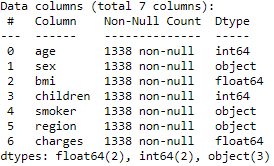 Data columns (total 7 columns):
 #   Column    Non-Null Count  Dtype
---  ------    --------------  -----
 0   age       1338 non-null   int64
 1   sex       1338 non-null   object
 2   bmi       1338 non-null   float64
 3   children  1338 non-null   int64
 4   smoker    1338 non-null   object
 5   region    1338 non-null   object
 6   charges   1338 non-null   float64
dtypes: float64(2), int64(2), object(3)